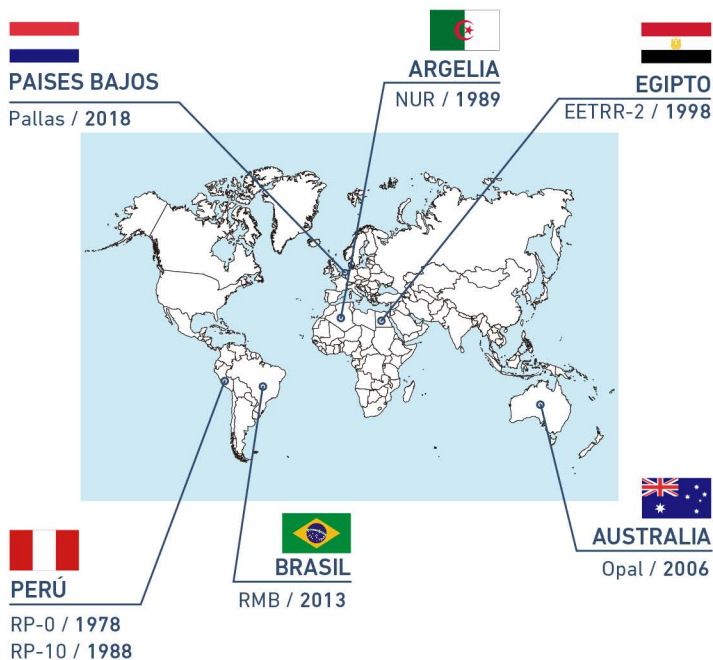 PAISES BAJOS
Pallas / 2018
ARGELIA
NUR / 1989
EGIPTO
EETRR-2 / 1998
PERÚ
RP-0 / 1978
RP-10 / 1988
BRASIL
RMB / 2013
AUSTRALIA
Opal / 2006